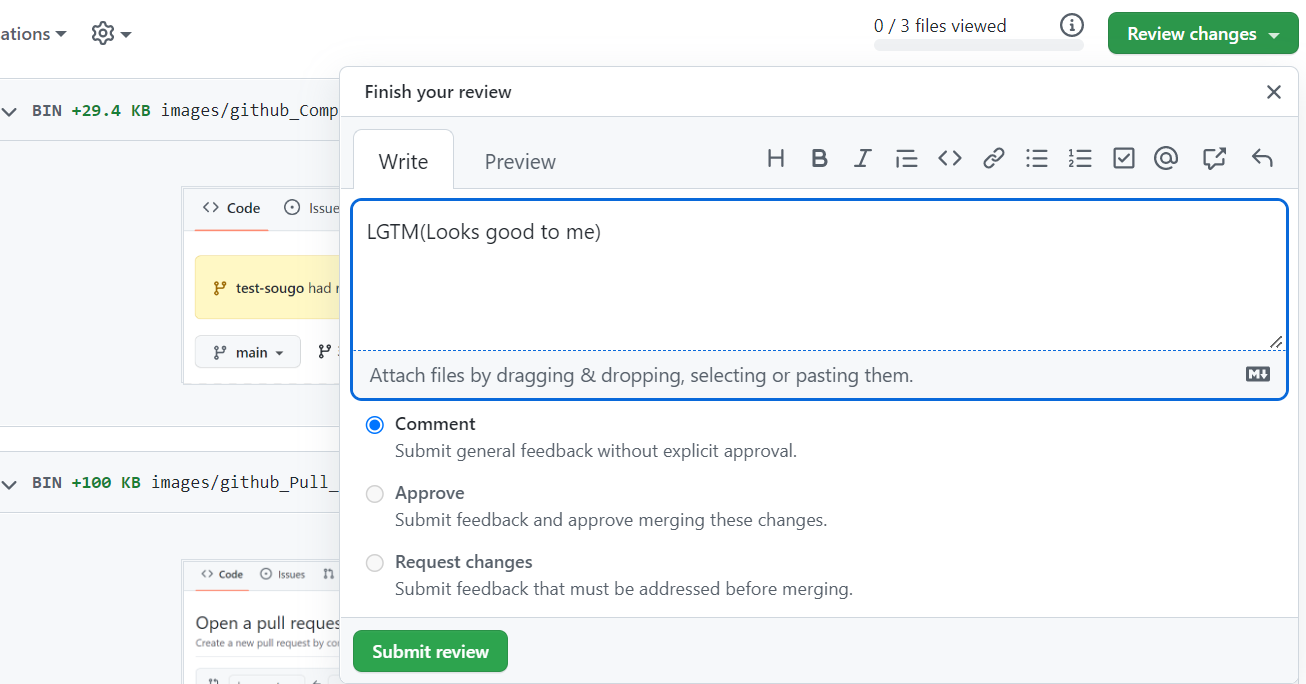 ations
0 / 3 files viewed
Review changes
Finish your review
BIN +29.4 KB images/github_Comp
Write
Preview
Code
Issue
LGTM(Looks good to me)
test-sougo had
main
Attach files by dragging & dropping, selecting or pasting them.
Comment
Submit general feedback without explicit approval.
BIN +100 KB images/github_Pull_
Approve
Submit feedback and approve merging these changes.
Request changes
Submit feedback that must be addressed before merging.
Code
Issues
Open a pull reques
Create a new pull request by co
Submit review